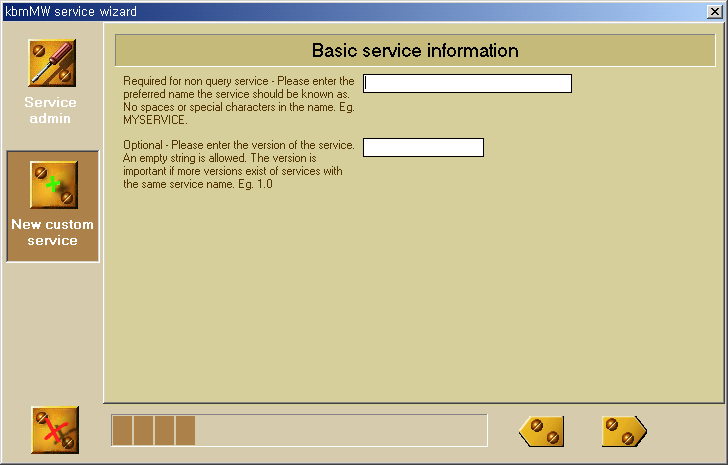 kbmMW service wizard
Service
admin
New custom
service
Basic service information
Required for non query service - Please enter the
preferred name the service should be known as.
No spaces or special characters in the name. Eg.
MYSERVICE.
Optional - Please enter the version of the service.
An empty string is allowed. The version is
important if more versions exist of services with
the same service name. Eg. 1.0